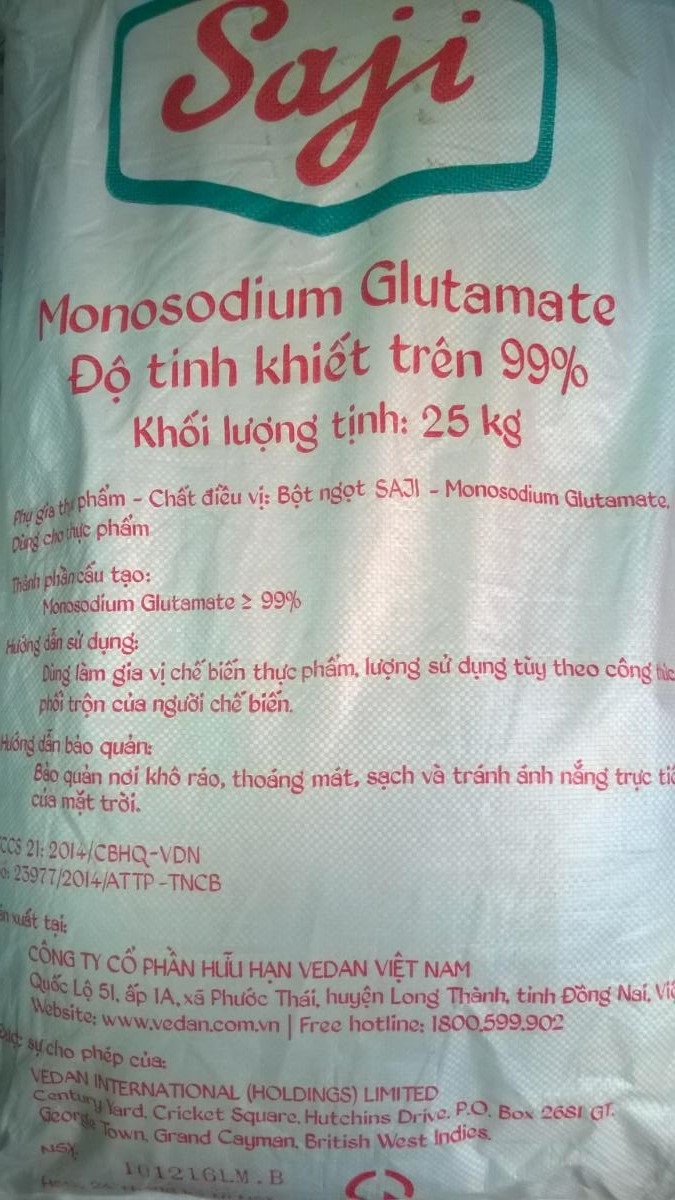 Saji
Monosodium Glutamate
Độ tinh khiết trên 99%
Khối lượng tịnh: 25 kg
Phụ gia thực phẩm - Chất điều vị: Bột ngọt SAJI - Monosodium Glutamate.
Dùng cho thực phẩm
Thành phần cấu tạo:
Monosodium Glutamate ≥ 99%
Hướng dẫn sử dụng:
Dùng làm gia vị chế biến thực phẩm, lượng sử dụng tùy theo công thức
phối trộn của người chế biến.
Hướng dẫn bảo quản:
Bảo quản nơi khô ráo, thoáng mát, sạch và tránh ánh nắng trực tiế
của mặt trời.
TCCS 21: 2014/CBHQ-VDN
23977/2014/ATTP-TNCB
xuất tại:
CÔNG TY CỔ PHẦN HỮU HẠN VEDAN VIỆT NAM
Quốc Lộ 51, ấp 1A, xã Phước Thái, huyện Long Thành, tỉnh Đồng Nai, Việ
Website: www.vedan.com.vn | Free hotline: 1800.599.902
Được sự cho phép của:
VEDAN INTERNATIONAL (HOLDINGS) LIMITED
Century Yard, Cricket Square, Hutchins Drive, P.O. Box 2681 GT.
George Town, Grand Cayman, British West Indies.
NSX
101216LM.B